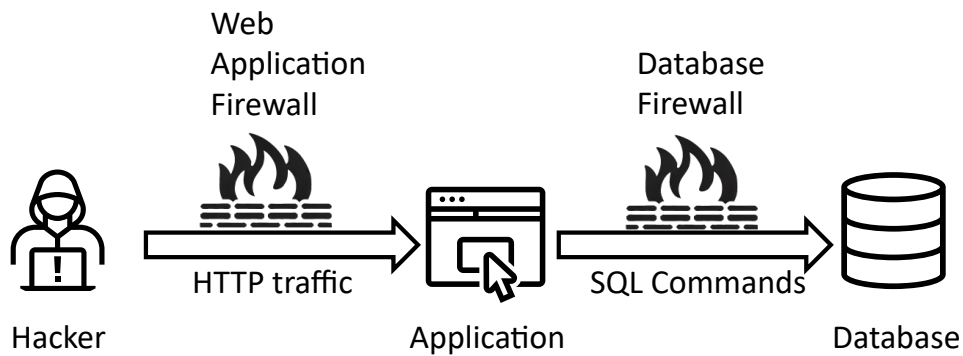 Web
Application
Firewall
Database
Firewall
!
HTTP traffic
SQL Commands
Hacker
Application
Database